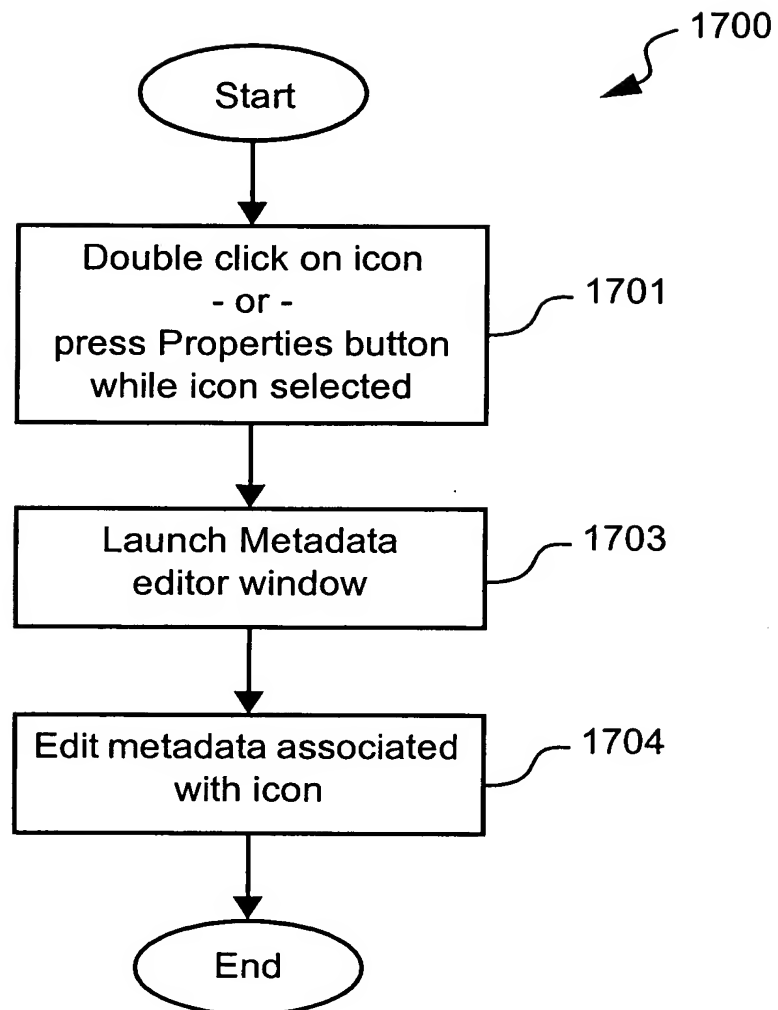 1700
Start
Double click on icon
- or -
press Properties button
while icon selected
1701
Launch Metadata
editor window
1703
Edit metadata associated
with icon
1704
End